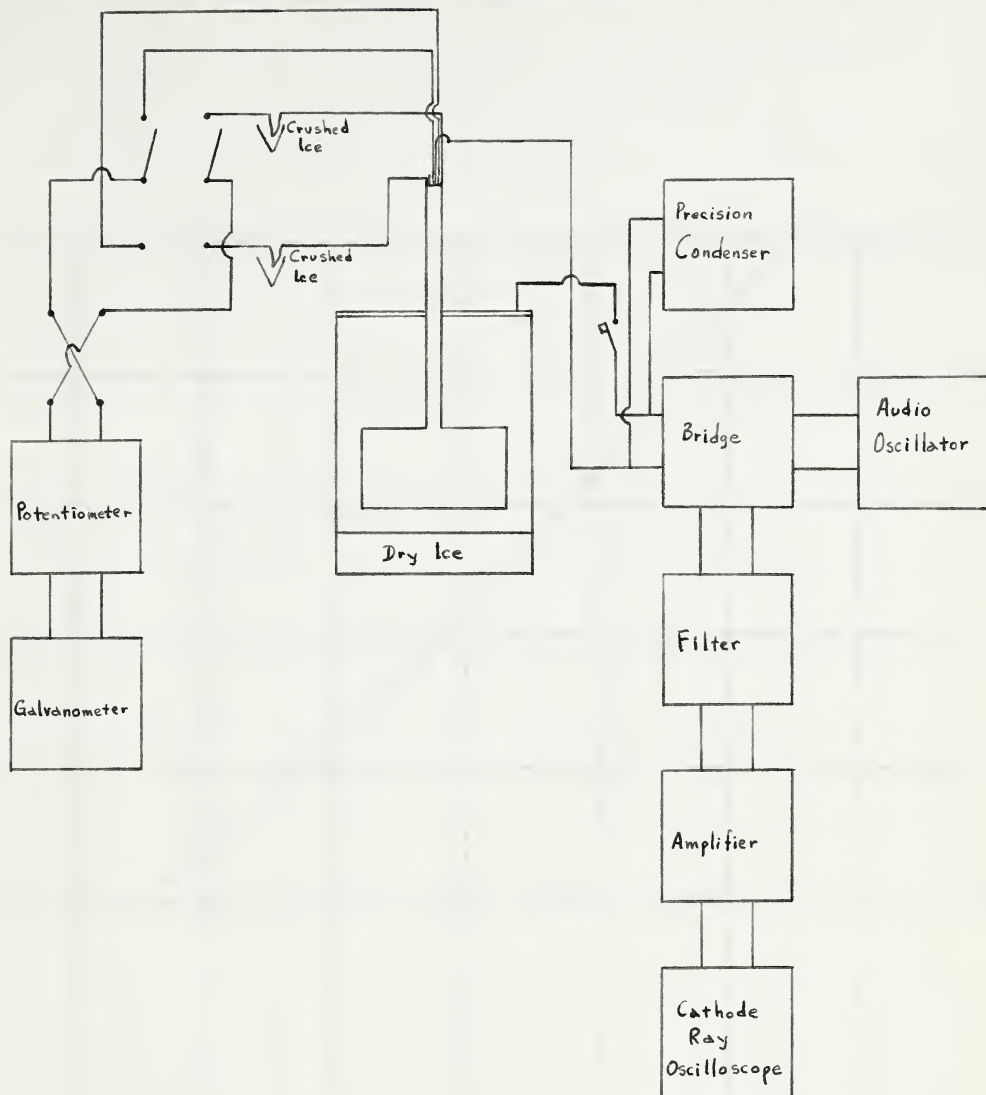 Crushed
Ice
Crushed
Ice
Precision
Condenser
Bridge
Audio
Oscillator
Dry Ice
Potentiometer
Galvanometer
Filter
Amplifier
Cathode
Ray
Oscilloscope